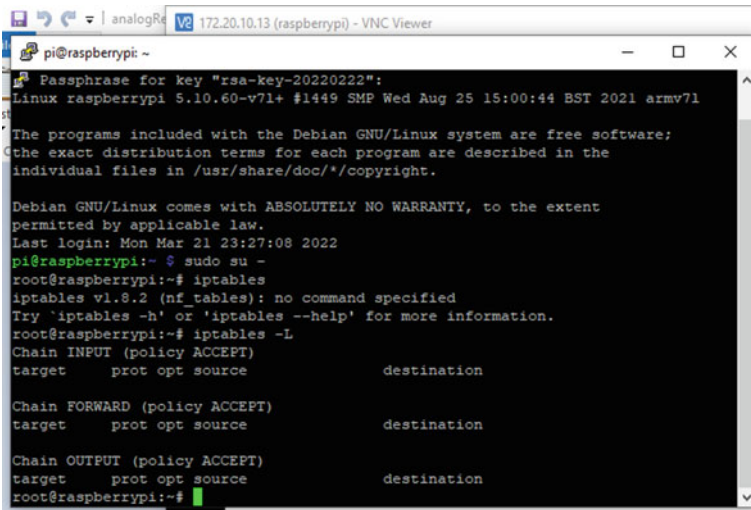 analogRe
172.20.10.13 (raspberrypi) - VNC Viewer
pi@raspberrypi: ~
Passphrase for key "rsa-key-20220222":
Linux raspberrypi 5.10.60-v7l+ #1449 SMP Wed Aug 25 15:00:44 BST 2021 armv7l
The programs included with the Debian GNU/Linux system are free software;
the exact distribution terms for each program are described in the
individual files in /usr/share/doc/*/copyright.
Debian GNU/Linux comes with ABSOLUTELY NO WARRANTY, to the extent
permitted by applicable law.
Last login: Mon Mar 21 23:27:08 2022
pi@raspberrypi:~ $ sudo su -
root@raspberrypi:~# iptables
iptables v1.8.2 (nf_tables): no command specified
Try `iptables -h' or 'iptables --help' for more information.
root@raspberrypi:~# iptables -L
Chain INPUT (policy ACCEPT)
target     prot opt source               destination
Chain FORWARD (policy ACCEPT)
target     prot opt source               destination
Chain OUTPUT (policy ACCEPT)
target     prot opt source               destination
root@raspberrypi:~#